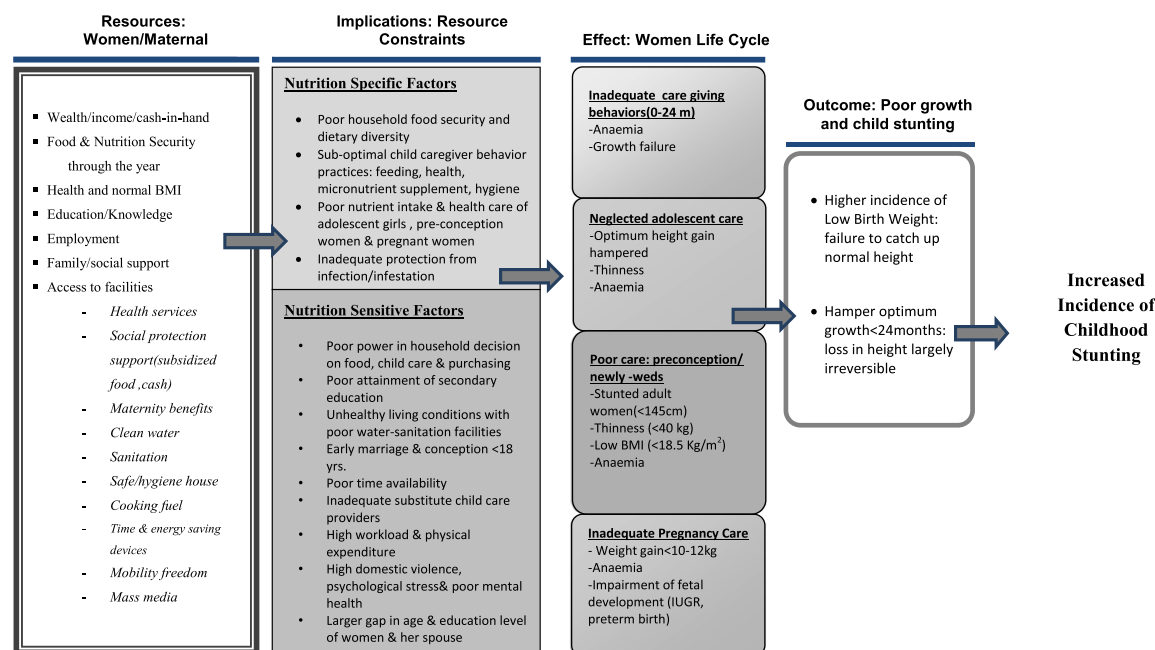 Resources:
Women/Maternal
▪ Wealth/income/cash-in-hand
▪ Food & Nutrition Security
through the year
▪ Health and normal BMI
▪ Education/Knowledge
▪ Employment
▪ Family/social support
▪ Access to facilities
- Health services
- Social protection
support(subsidized
food ,cash)
- Maternity benefits
- Clean water
- Sanitation
- Safe/hygiene house
- Cooking fuel
- Time & energy saving
devices
- Mobility freedom
- Mass media
Implications: Resource
Constraints
Nutrition Specific Factors
• Poor household food security and
dietary diversity
• Sub-optimal child caregiver behavior
practices: feeding, health,
micronutrient supplement, hygiene
• Poor nutrient intake & health care of
adolescent girls , pre-conception
women & pregnant women
• Inadequate protection from
infection/infestation
Nutrition Sensitive Factors
• Poor power in household decision
on food, child care & purchasing
• Poor attainment of secondary
education
• Unhealthy living conditions with
poor water-sanitation facilities
• Early marriage & conception <18
yrs.
• Poor time availability
• Inadequate substitute child care
providers
• High workload & physical
expenditure
• High domestic violence,
psychological stress& poor mental
health
• Larger gap in age & education level
of women & her spouse
Effect: Women Life Cycle
Inadequate care giving
behaviors(0-24 m)
-Anaemia
-Growth failure
Neglected adolescent care
-Optimum height gain
hampered
-Thinness
-Anaemia
Poor care: preconception/
newly -weds
-Stunted adult
women(<145cm)
-Thinness (<40 kg)
-Low BMI (<18.5 Kg/m²)
-Anaemia
Inadequate Pregnancy Care
- Weight gain<10-12kg
-Anaemia
-Impairment of fetal
development (IUGR,
preterm birth)
Outcome: Poor growth
and child stunting
• Higher incidence of
Low Birth Weight:
failure to catch up
normal height
• Hamper optimum
growth<24months:
loss in height largely
irreversible
Increased
Incidence of
Childhood
Stunting